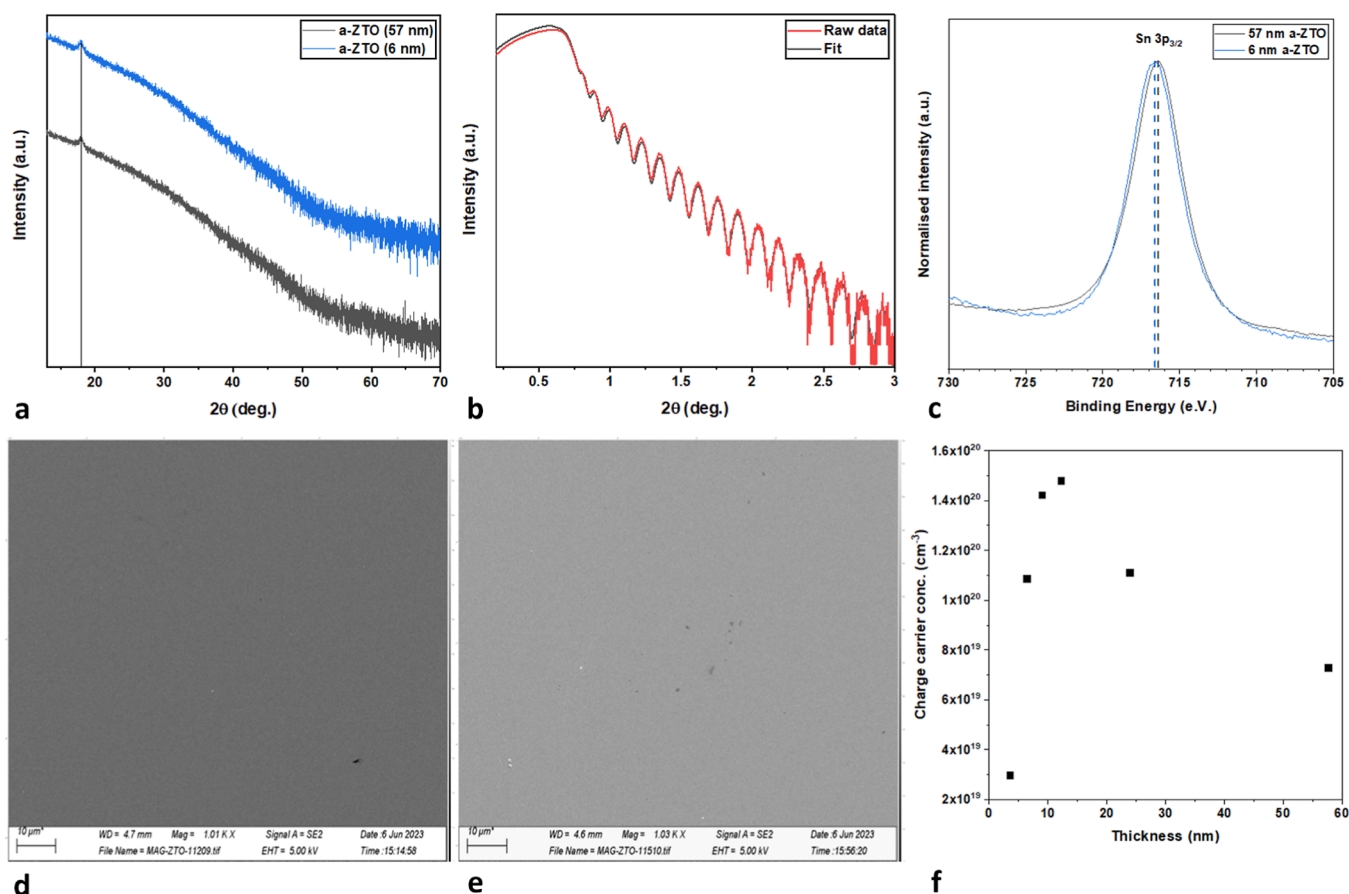 a-ZTO (57 nm)
a-ZTO (6 nm)
Intensity (a.u.)
20 30 40 50 60 70
2θ (deg.)
a
Raw data
Fit
Intensity (a.u.)
0.5 1 1.5 2 2.5 3
2θ (deg.)
b
Sn 3p3/2
57 nm a-ZTO
6 nm a-ZTO
Normalised intensity (a.u.)
730 725 720 715 710 705
Binding Energy (e.V.)
c
10 µm*
WD = 4.7 mm Mag = 1.01 K X Signal A = SE2 Date :6 Jun 2023
File Name = MAG-ZTO-11209.tif EHT = 5.00 kV Time :15:14:58
d
10 µm*
WD = 4.6 mm Mag = 1.03 K X Signal A = SE2 Date :6 Jun 2023
File Name = MAG-ZTO-11510.tif EHT = 5.00 kV Time :15:56:20
e
Charge carrier conc. (cm-3)
1.6x10^20
1.4x10^20
1.2x10^20
1x10^20
8x10^19
6x10^19
4x10^19
2x10^19
0 10 20 30 40 50 60
Thickness (nm)
f